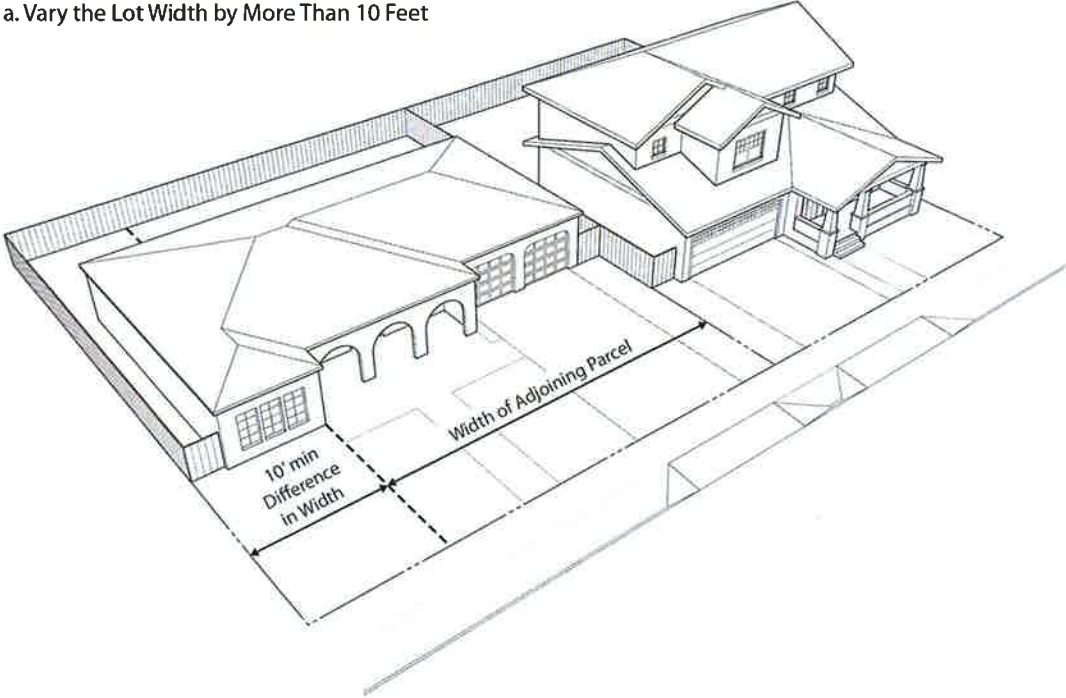 a. Vary the Lot Width by More Than 10 Feet
Width of Adjoining Parcel
10' min
Difference
in Width